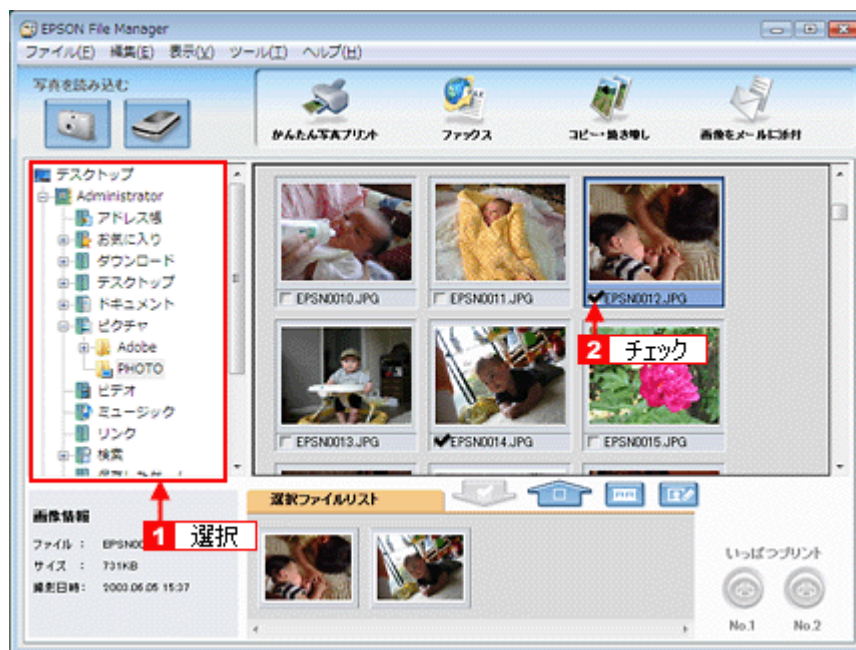 EPSON File Manager
ファイル(F) 編集(E) 表示(V) ツール(T) ヘルプ(H)
写真を読み込む
かんたん写真プリント ファックス コピー・焼き増し 画像をメールに添付
デスクトップ
Administrator
アドレス帳
お気に入り
ダウンロード
デスクトップ
ドキュメント
ピクチャ
Adobe
PHOTO
ビデオ
ミュージック
リンク
検索
EPSN0010.JPG EPSN0011.JPG EPSN0012.JPG
2 チェック
EPSN0013.JPG EPSN0014.JPG EPSN0015.JPG
1 選択
選択ファイルリスト
画像情報
ファイル :
サイズ : 731KB
撮影日時: 2003.06.05 15:37
いっぱつプリント
No.1 No.2